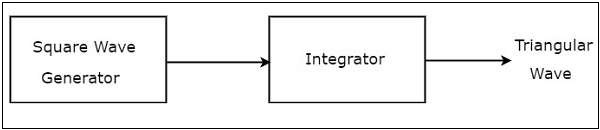 Square Wave
Generator
Integrator
Triangular
Wave